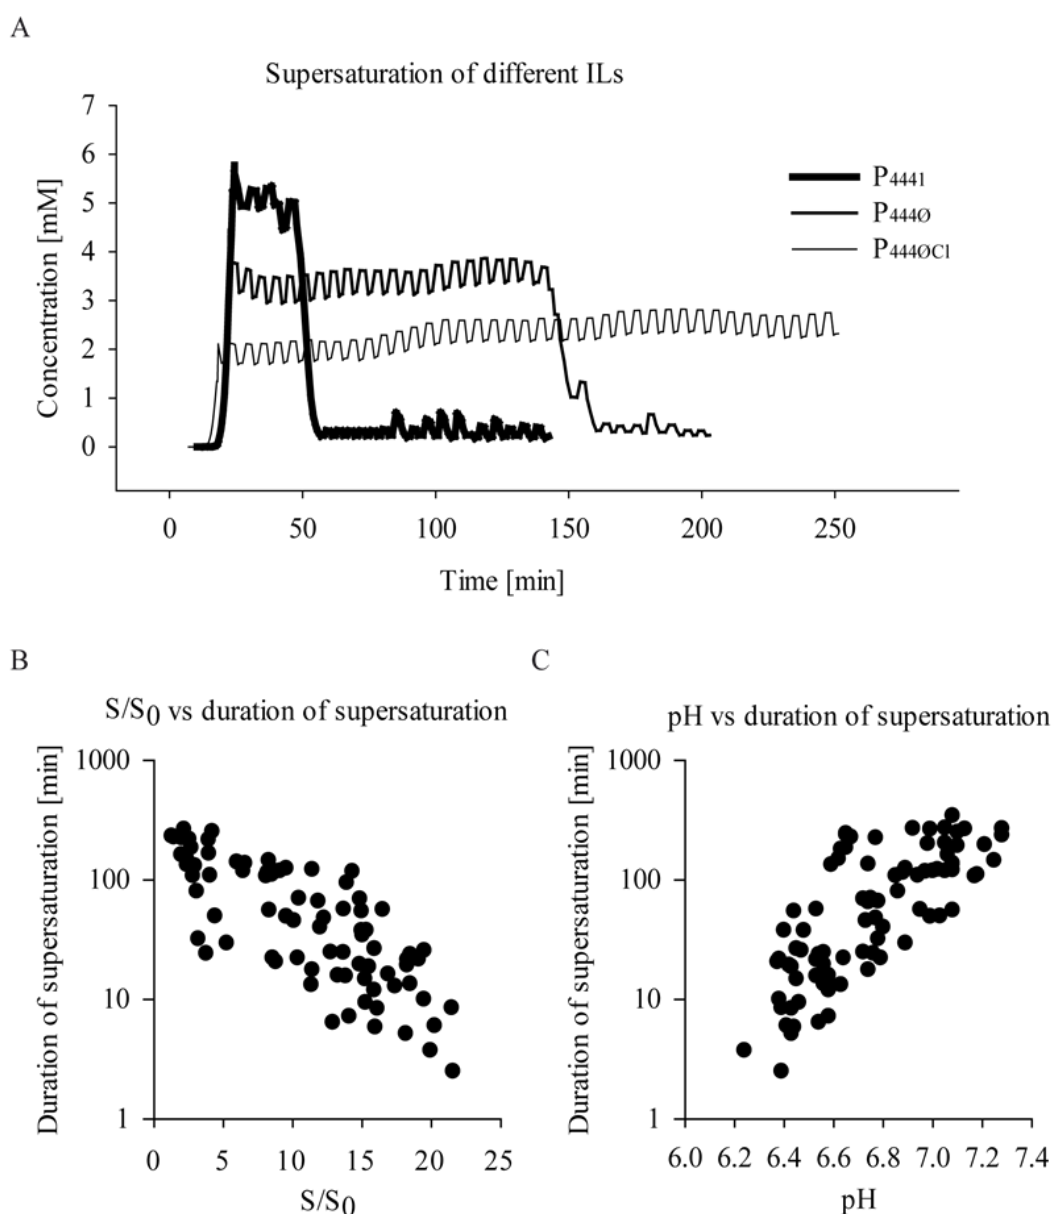 A
Supersaturation of different ILs
7
6
5
4
3
2
1
0
Concentration [mM]
P4441
P444Ø
P444ØCl
0 50 100 150 200 250
Time [min]
B
S/S0 vs duration of supersaturation
Duration of supersaturation [min]
1000
100
10
1
0 5 10 15 20 25
S/S0
C
pH vs duration of supersaturation
Duration of supersaturation [min]
1000
100
10
1
6.0 6.2 6.4 6.6 6.8 7.0 7.2 7.4
pH